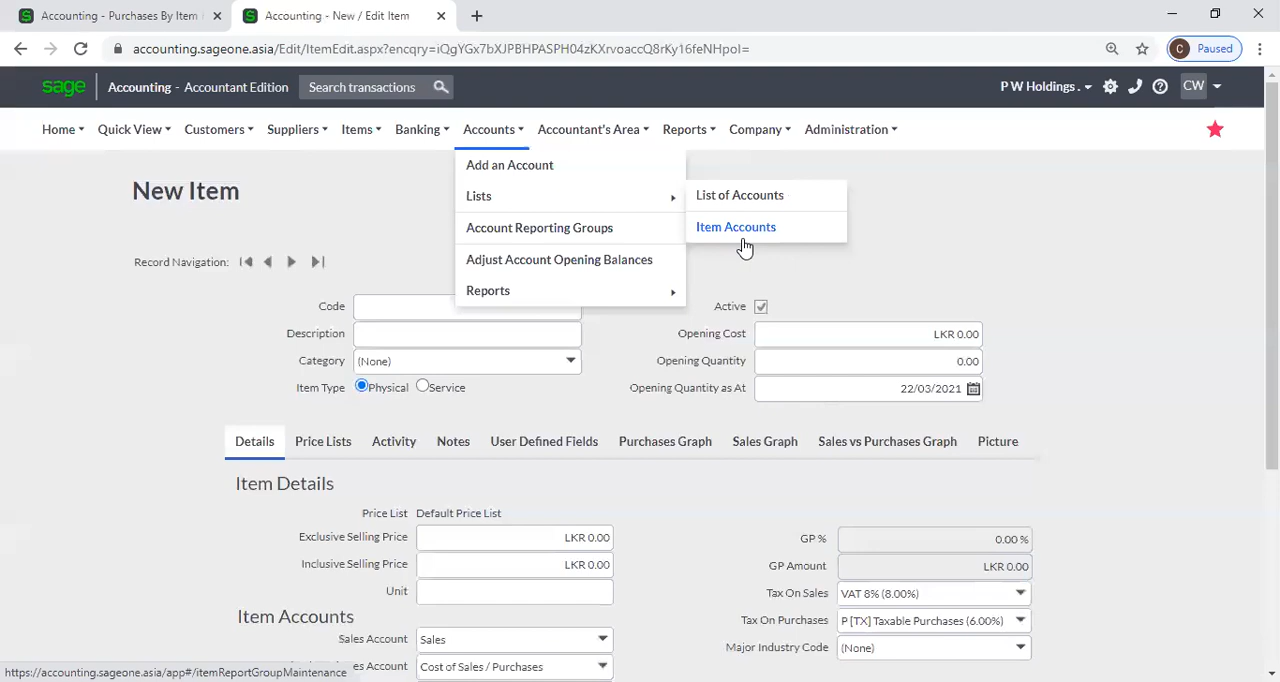 Accounting - Purchases By Item
Accounting - New / Edit Item
accounting.sageone.asia/Edit/ItemEdit.aspx?encqry=iQgYGx7bXJPBHPASPH04zKXrvoaccQ8rKy16feNHpoI=
C Paused
sage Accounting - Accountant Edition Search transactions
P W Holdings . CW
Home Quick View Customers Suppliers Items Banking Accounts Accountant's Area Reports Company Administration
Add an Account
Lists
Account Reporting Groups
Adjust Account Opening Balances
Reports
List of Accounts
Item Accounts
New Item
Record Navigation:
Code
Description
Category (None)
Item Type Physical Service
Active
Opening Cost LKR 0.00
Opening Quantity 0.00
Opening Quantity as At 22/03/2021
Details Price Lists Activity Notes User Defined Fields Purchases Graph Sales Graph Sales vs Purchases Graph Picture
Item Details
Price List Default Price List
Exclusive Selling Price LKR 0.00
Inclusive Selling Price LKR 0.00
Unit
GP % 0.00 %
GP Amount LKR 0.00
Tax On Sales VAT 8% (8.00%)
Tax On Purchases P [TX] Taxable Purchases (6.00%)
Major Industry Code (None)
Item Accounts
Sales Account Sales
es Account Cost of Sales / Purchases
https://accounting.sageone.asia/app#/itemReportGroupMaintenance